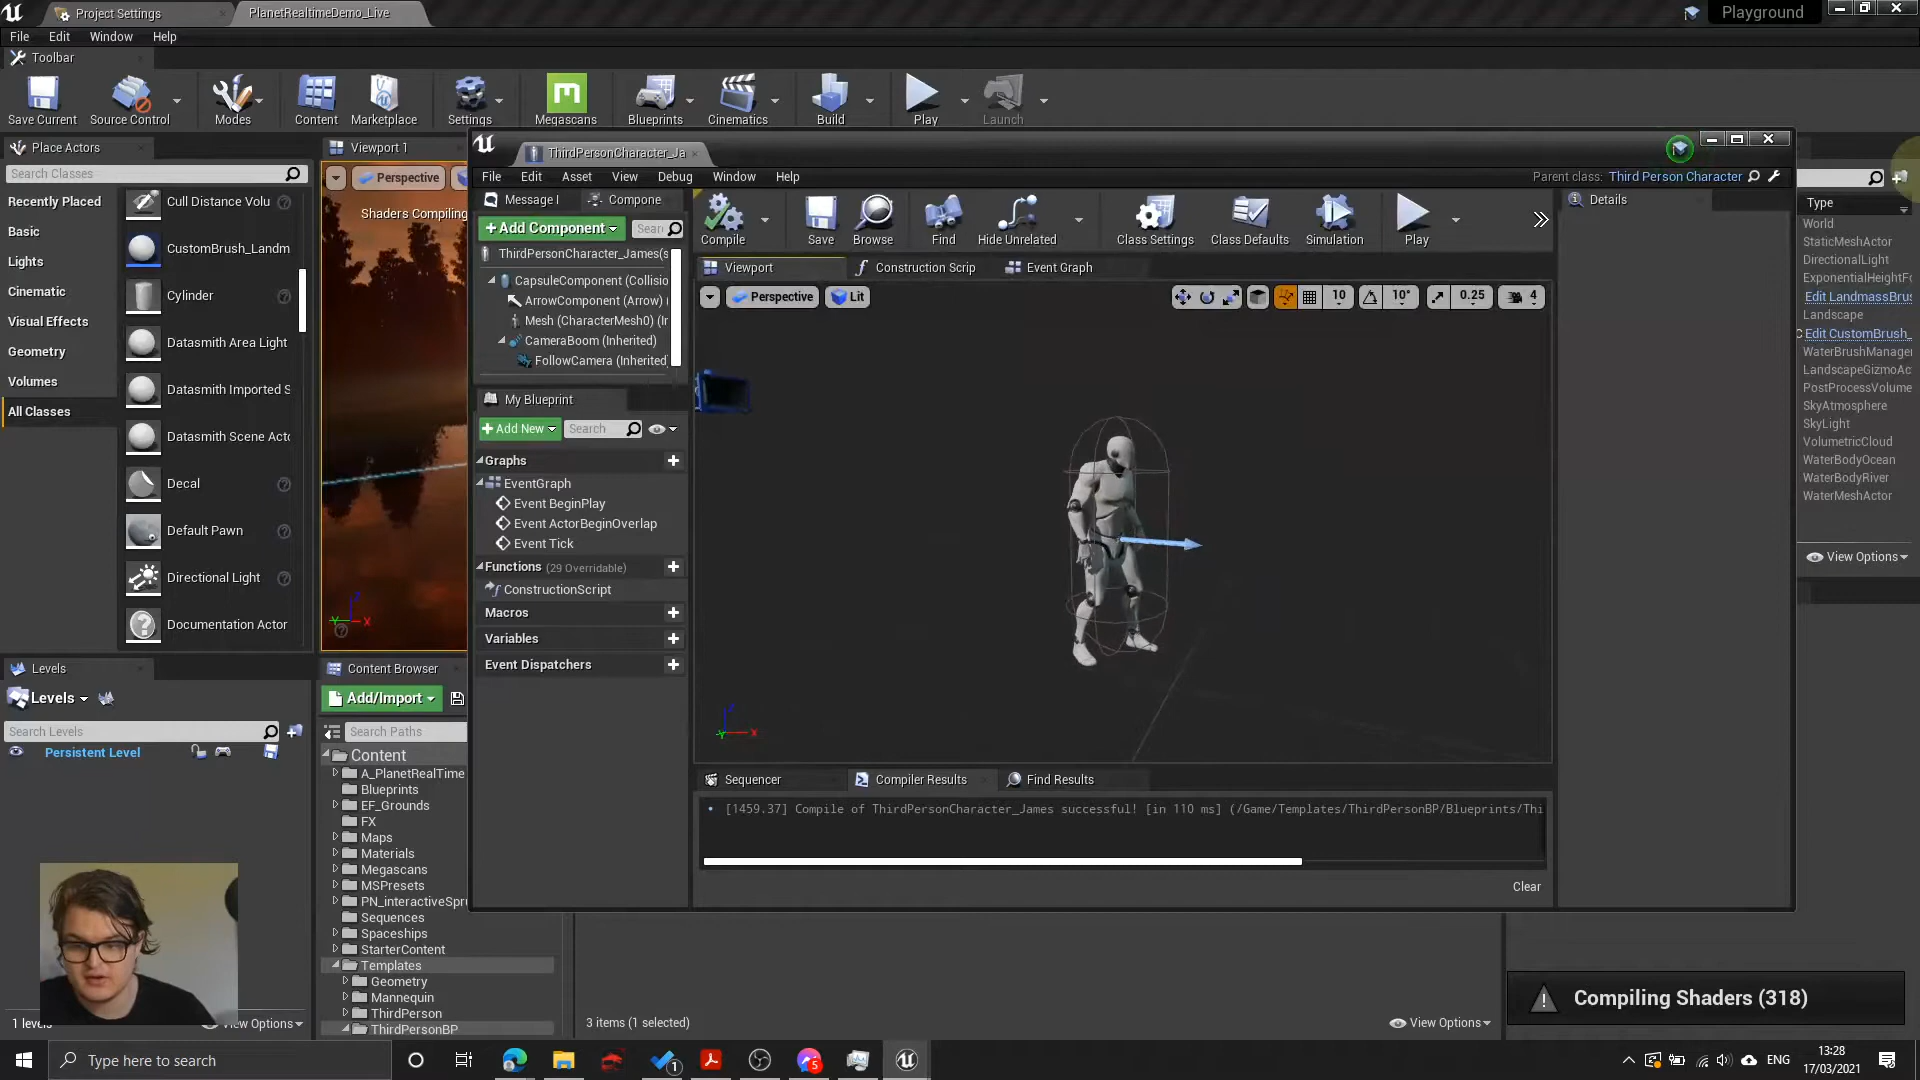 Project Settings
PlanetRealtimeDemo_Live
Playground
File Edit Window Help
Toolbar
Save Current
Source Control
Modes
Content
Marketplace
Settings
Megascans
Blueprints
Cinematics
Build
Play
Launch
Place Actors
Search Classes
Recently Placed
Basic
Lights
Cinematic
Visual Effects
Geometry
Volumes
All Classes
Cull Distance Volu
CustomBrush_Landm
Cylinder
Datasmith Area Light
Datasmith Imported S
Datasmith Scene Acto
Decal
Default Pawn
Directional Light
Documentation Actor
Viewport 1
Perspective
Shaders Compiling
ThirdPersonCharacter_Ja
File Edit Asset View Debug Window Help
Parent class: Third Person Character
Message l
Compone
+Add Component
Sear
ThirdPersonCharacter_James(s
CapsuleComponent (Collisio
ArrowComponent (Arrow) (
Mesh (CharacterMesh0) (Ir
CameraBoom (Inherited)
FollowCamera (Inherited
My Blueprint
+Add New
Search
Graphs
EventGraph
Event BeginPlay
Event ActorBeginOverlap
Event Tick
Functions (29 Overridable)
ConstructionScript
Macros
Variables
Event Dispatchers
Compile
Save
Browse
Find
Hide Unrelated
Class Settings
Class Defaults
Simulation
Play
Viewport
Construction Scrip
Event Graph
Perspective
Lit
10
10°
0.25
4
Sequencer
Compiler Results
Find Results
[1459.37] Compile of ThirdPersonCharacter_James successful! [in 110 ms] (/Game/Templates/ThirdPersonBP/Blueprints/Thi
Clear
Details
Type
World
StaticMeshActor
DirectionalLight
ExponentialHeightFo
Edit LandmassBrus
Landscape
Edit CustomBrush_
WaterBrushManager
LandscapeGizmoAc
PostProcessVolume
SkyAtmosphere
SkyLight
VolumetricCloud
WaterBodyOcean
WaterBodyRiver
WaterMeshActor
View Options
Levels
Levels
Search Levels
Persistent Level
1 levels
View Options
Content Browser
Add/Import
Search Paths
Content
A_PlanetRealTime
Blueprints
EF_Grounds
FX
Maps
Materials
Megascans
MSPresets
PN_interactiveSpru
Sequences
Spaceships
StarterContent
Templates
Geometry
Mannequin
ThirdPerson
ThirdPersonBP
3 items (1 selected)
View Options
Compiling Shaders (318)
Type here to search
ENG
13:28
17/03/2021